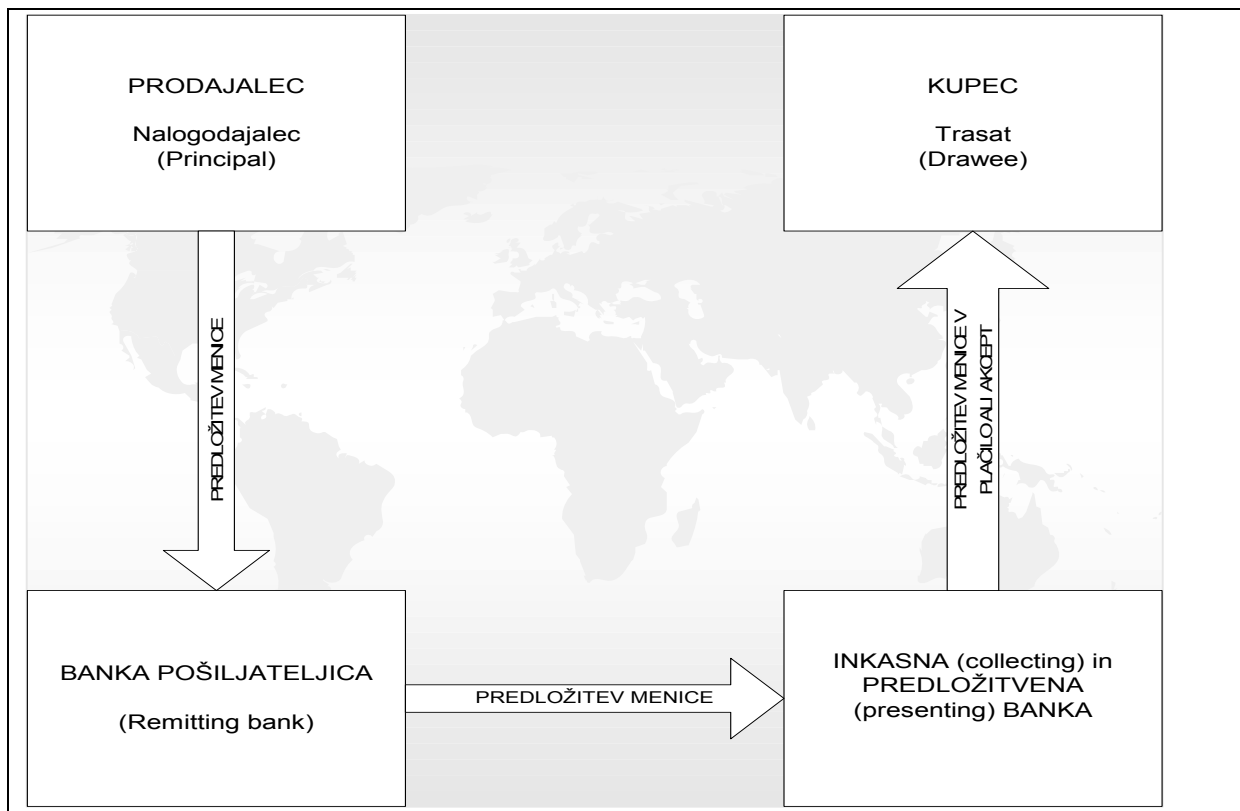 PRODAJALEC
Nalogodajalec
(Principal)
KUPEC
Trasat
(Drawee)
PREDLOŽITEV MENICE
PREDLOŽITEV MENICE V
PLAČILO ALI AKCEPT
BANKA POŠILJATELJICA
(Remitting bank)
PREDLOŽITEV MENICE
INKASNA (collecting) in
PREDLOŽITVENA
(presenting) BANKA